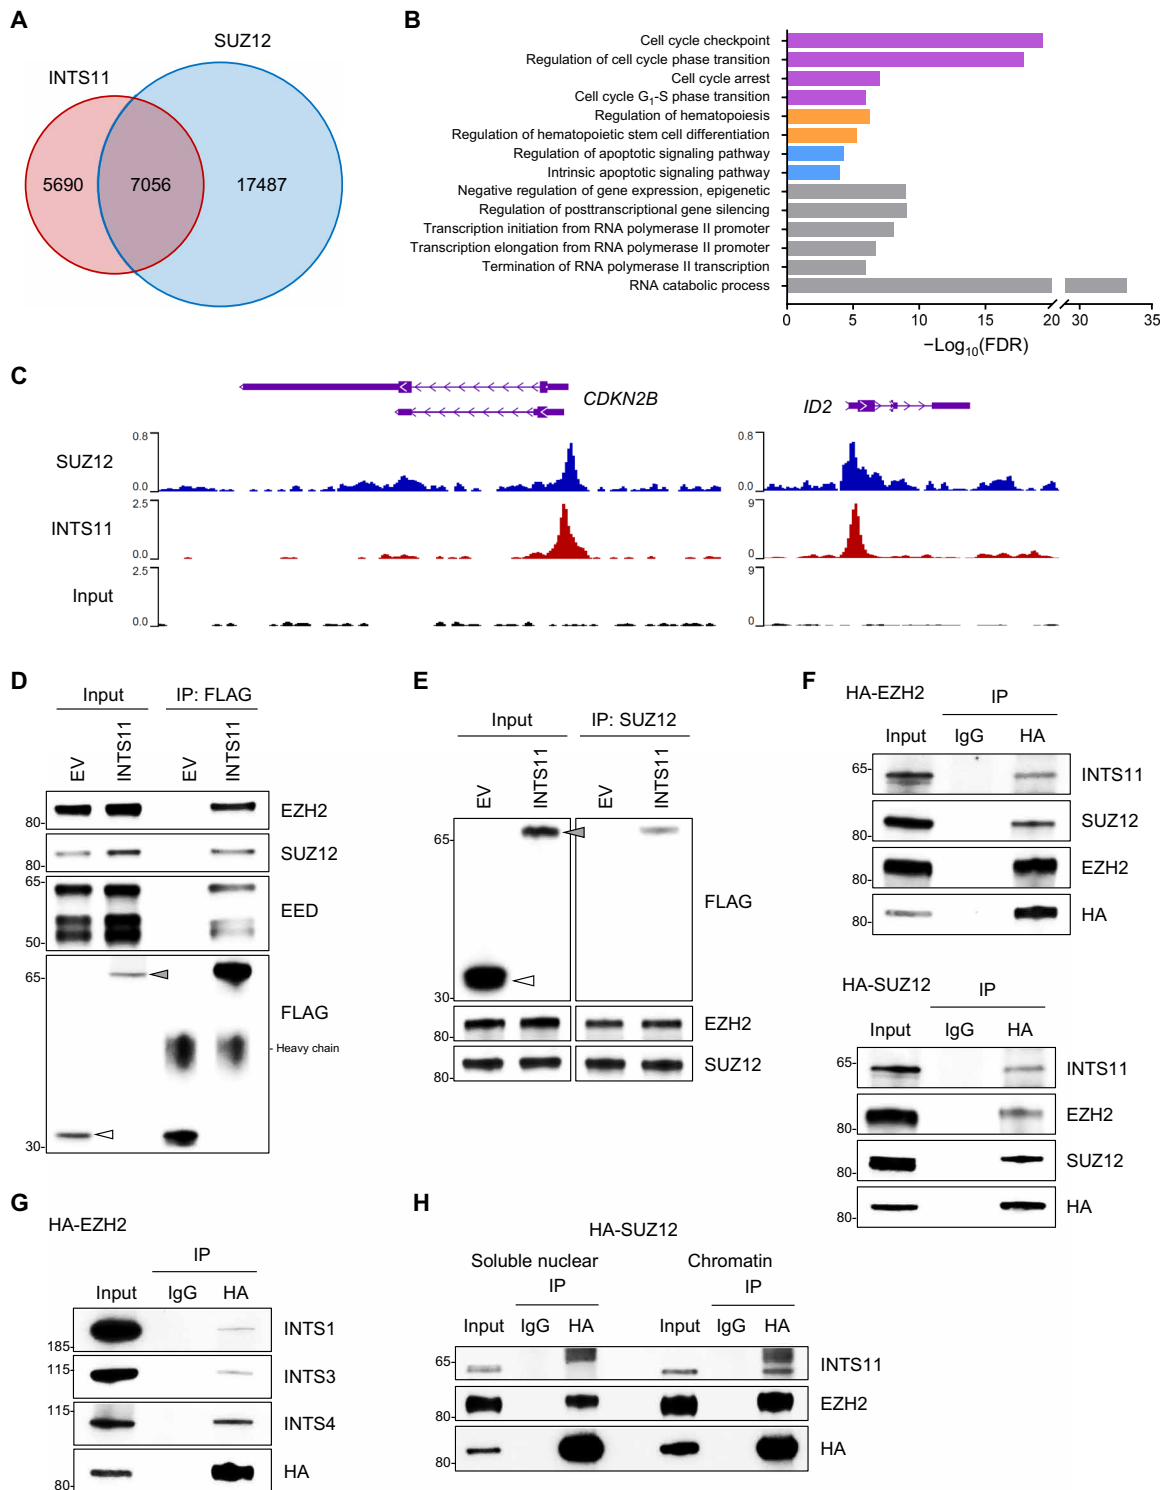 A
SUZ12
INTS11
5690
7056
17487
B
Cell cycle checkpoint
Regulation of cell cycle phase transition
Cell cycle arrest
Cell cycle G₁-S phase transition
Regulation of hematopoiesis
Regulation of hematopoietic stem cell differentiation
Regulation of apoptotic signaling pathway
Intrinsic apoptotic signaling pathway
Negative regulation of gene expression, epigenetic
Regulation of posttranscriptional gene silencing
Transcription initiation from RNA polymerase II promoter
Transcription elongation from RNA polymerase II promoter
Termination of RNA polymerase II transcription
RNA catabolic process
0 5 10 15 20 30 35
−Log₁₀(FDR)
C
CDKN2B
ID2
SUZ12
0.8
0.0
0.8
0.0
INTS11
2.5
0.0
9
0
Input
2.5
0.0
9
0
D
Input IP: FLAG
EV INTS11 EV INTS11
80- EZH2
80- SUZ12
65-
EED
50-
65-
FLAG
- Heavy chain
30-
E
Input IP: SUZ12
EV INTS11 EV INTS11
65-
FLAG
30-
80- EZH2
80- SUZ12
F
HA-EZH2
IP
Input IgG HA
65- INTS11
80- SUZ12
80- EZH2
80- HA
HA-SUZ12
IP
Input IgG HA
65- INTS11
80- EZH2
80- SUZ12
80- HA
G
HA-EZH2
IP
Input IgG HA
185- INTS1
115- INTS3
115- INTS4
80- HA
H
HA-SUZ12
Soluble nuclear Chromatin
IP IP
Input IgG HA Input IgG HA
65- INTS11
80- EZH2
80- HA